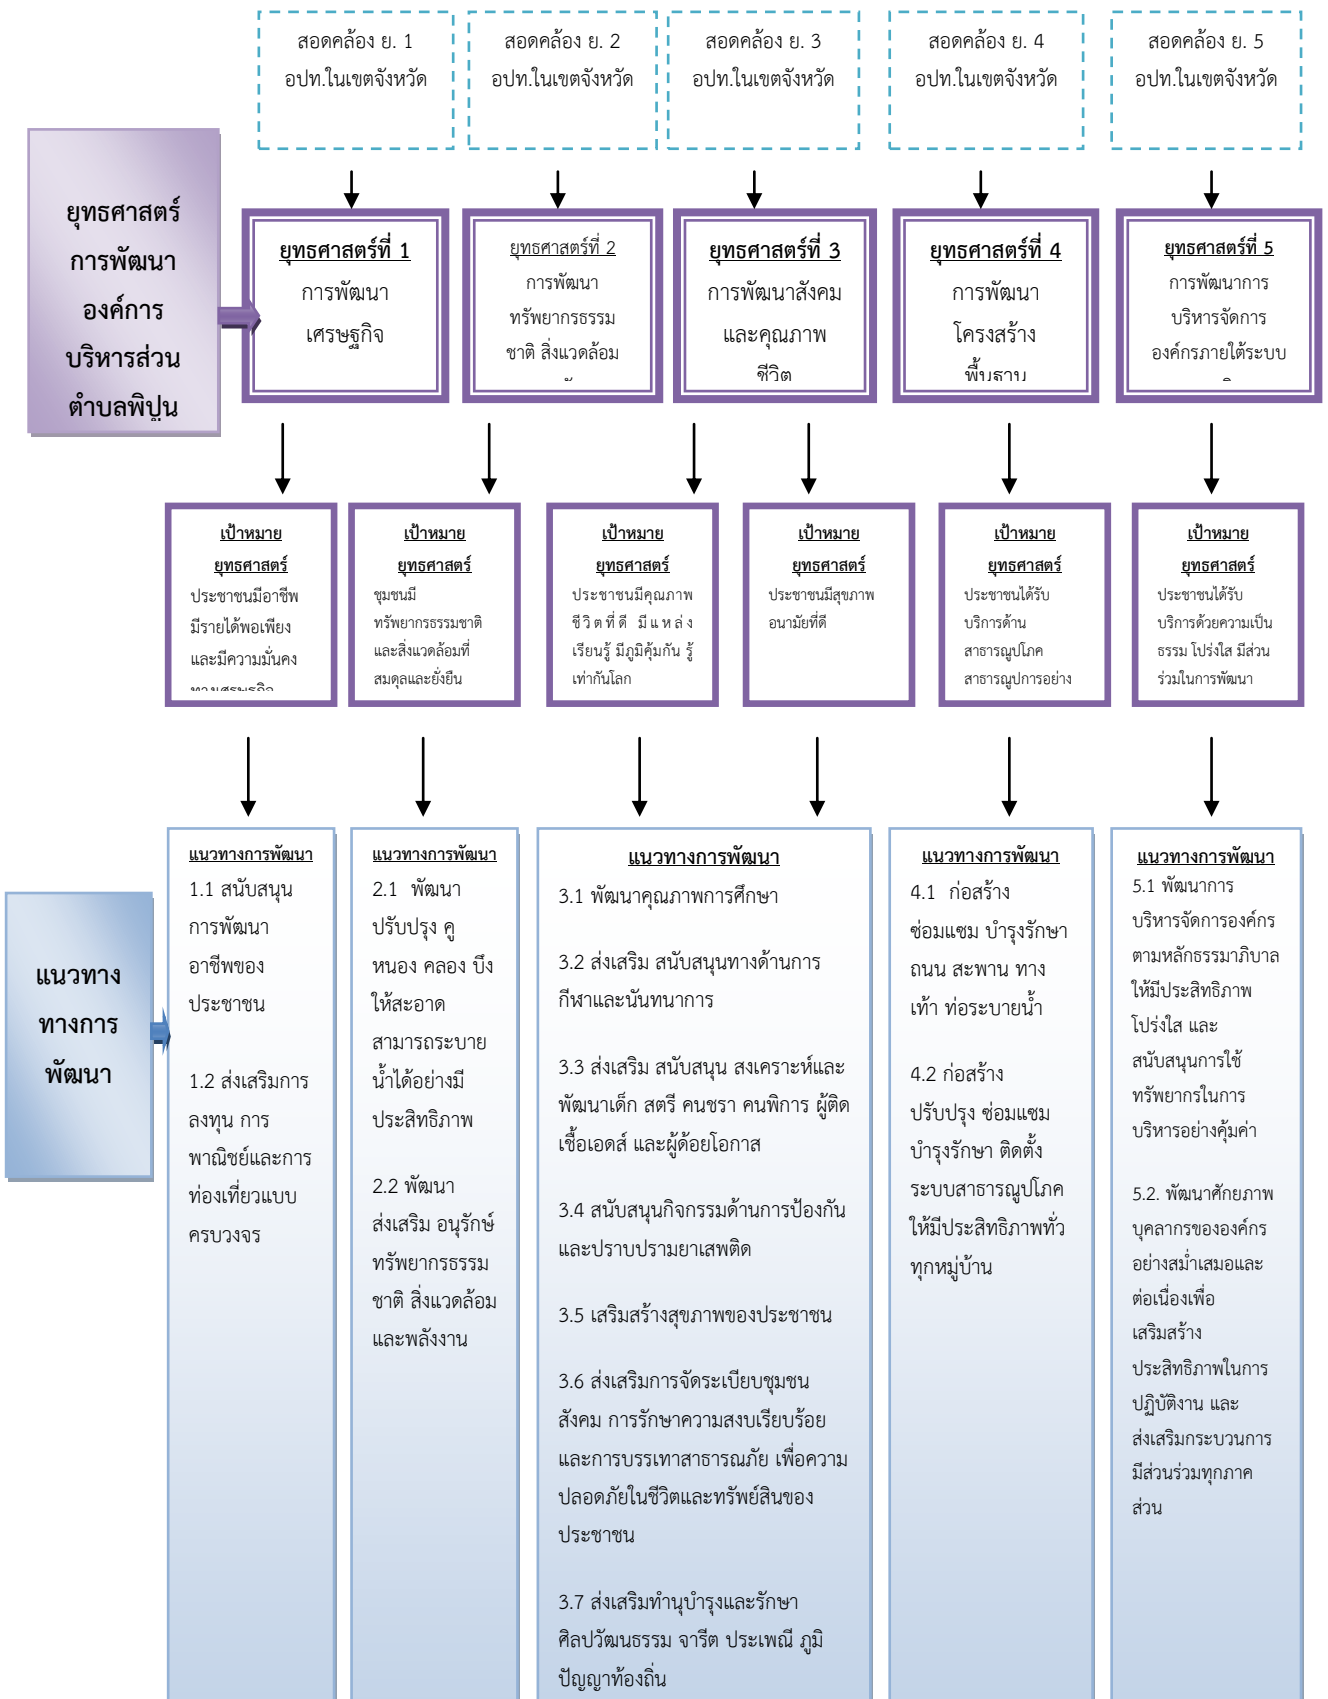 สอดคล้อง ย. 1
อปท.ในเขตจังหวัด
สอดคล้อง ย. 2
อปท.ในเขตจังหวัด
สอดคล้อง ย. 3
อปท.ในเขตจังหวัด
สอดคล้อง ย. 4
อปท.ในเขตจังหวัด
สอดคล้อง ย. 5
อปท.ในเขตจังหวัด
ยุทธศาสตร์
การพัฒนา
องค์การ
บริหารส่วน
ตำบลพิปูน
ยุทธศาสตร์ที่ 1
การพัฒนา
เศรษฐกิจ
ยุทธศาสตร์ที่ 2
การพัฒนา
ทรัพยากรธรรม
ชาติ สิ่งแวดล้อม
ยุทธศาสตร์ที่ 3
การพัฒนาสังคม
และคุณภาพ
ชีวิต
ยุทธศาสตร์ที่ 4
การพัฒนา
โครงสร้าง
พื้นฐาน
ยุทธศาสตร์ที่ 5
การพัฒนาการ
บริหารจัดการ
องค์กรภายใต้ระบบ
เป้าหมาย
ยุทธศาสตร์
ประชาชนมีอาชีพ
มีรายได้พอเพียง
และมีความมั่นคง
ทางเศรษฐกิจ
เป้าหมาย
ยุทธศาสตร์
ชุมชนมี
ทรัพยากรธรรมชาติ
และสิ่งแวดล้อมที่
สมดุลและยั่งยืน
เป้าหมาย
ยุทธศาสตร์
ประชาชนมีคุณภาพ
ชีวิตที่ดี มีแหล่ง
เรียนรู้ มีภูมิคุ้มกัน รู้
เท่ากันโลก
เป้าหมาย
ยุทธศาสตร์
ประชาชนมีสุขภาพ
อนามัยที่ดี
เป้าหมาย
ยุทธศาสตร์
ประชาชนได้รับ
บริการด้าน
สาธารณูปโภค
สาธารณูปการอย่าง
เป้าหมาย
ยุทธศาสตร์
ประชาชนได้รับ
บริการด้วยความเป็น
ธรรม โปร่งใส มีส่วน
ร่วมในการพัฒนา
แนวทาง
ทางการ
พัฒนา
แนวทางการพัฒนา
1.1 สนับสนุน
การพัฒนา
อาชีพของ
ประชาชน
1.2 ส่งเสริมการ
ลงทุน การ
พาณิชย์และการ
ท่องเที่ยวแบบ
ครบวงจร
แนวทางการพัฒนา
2.1 พัฒนา
ปรับปรุง คู
หนอง คลอง บึง
ให้สะอาด
สามารถระบาย
น้ำได้อย่างมี
ประสิทธิภาพ
2.2 พัฒนา
ส่งเสริม อนุรักษ์
ทรัพยากรธรรม
ชาติ สิ่งแวดล้อม
และพลังงาน
แนวทางการพัฒนา
3.1 พัฒนาคุณภาพการศึกษา
3.2 ส่งเสริม สนับสนุนทางด้านการ
กีฬาและนันทนาการ
3.3 ส่งเสริม สนับสนุน สงเคราะห์และ
พัฒนาเด็ก สตรี คนชรา คนพิการ ผู้ติด
เชื้อเอดส์ และผู้ด้อยโอกาส
3.4 สนับสนุนกิจกรรมด้านการป้องกัน
และปราบปรามยาเสพติด
3.5 เสริมสร้างสุขภาพของประชาชน
3.6 ส่งเสริมการจัดระเบียบชุมชน
สังคม การรักษาความสงบเรียบร้อย
และการบรรเทาสาธารณภัย เพื่อความ
ปลอดภัยในชีวิตและทรัพย์สินของ
ประชาชน
3.7 ส่งเสริมทำนุบำรุงและรักษา
ศิลปวัฒนธรรม จารีต ประเพณี ภูมิ
ปัญญาท้องถิ่น
แนวทางการพัฒนา
4.1 ก่อสร้าง
ซ่อมแซม บำรุงรักษา
ถนน สะพาน ทาง
เท้า ท่อระบายน้ำ
4.2 ก่อสร้าง
ปรับปรุง ซ่อมแซม
บำรุงรักษา ติดตั้ง
ระบบสาธารณูปโภค
ให้มีประสิทธิภาพทั่ว
ทุกหมู่บ้าน
แนวทางการพัฒนา
5.1 พัฒนาการ
บริหารจัดการองค์กร
ตามหลักธรรมาภิบาล
ให้มีประสิทธิภาพ
โปร่งใส และ
สนับสนุนการใช้
ทรัพยากรในการ
บริหารอย่างคุ้มค่า
5.2. พัฒนาศักยภาพ
บุคลากรขององค์กร
อย่างสม่ำเสมอและ
ต่อเนื่องเพื่อ
เสริมสร้าง
ประสิทธิภาพในการ
ปฏิบัติงาน และ
ส่งเสริมกระบวนการ
มีส่วนร่วมทุกภาค
ส่วน